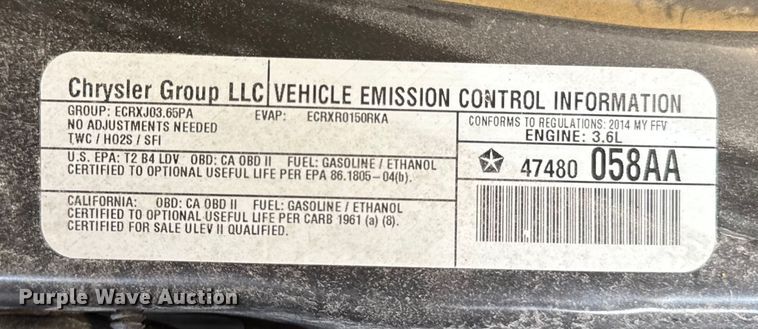 Chrysler Group LLC VEHICLE EMISSION CONTROL INFORMATION
GROUP: ECRXJ03.65PA EVAP: ECRXR0150RKA
NO ADJUSTMENTS NEEDED
TWC / HO2S / SFI
CONFORMS TO REGULATIONS: 2014 MY FFV
ENGINE: 3.6L
U.S. EPA: T2 B4 LDV OBD: CA OBD II FUEL: GASOLINE / ETHANOL
CERTIFIED TO OPTIONAL USEFUL LIFE PER EPA 86.1805-04(b).
47480 058AA
CALIFORNIA: OBD: CA OBD II FUEL: GASOLINE / ETHANOL
CERTIFIED TO OPTIONAL USEFUL LIFE PER CARB 1961 (a) (8).
CERTIFIED FOR SALE ULEV II QUALIFIED.
Purple Wave Auction